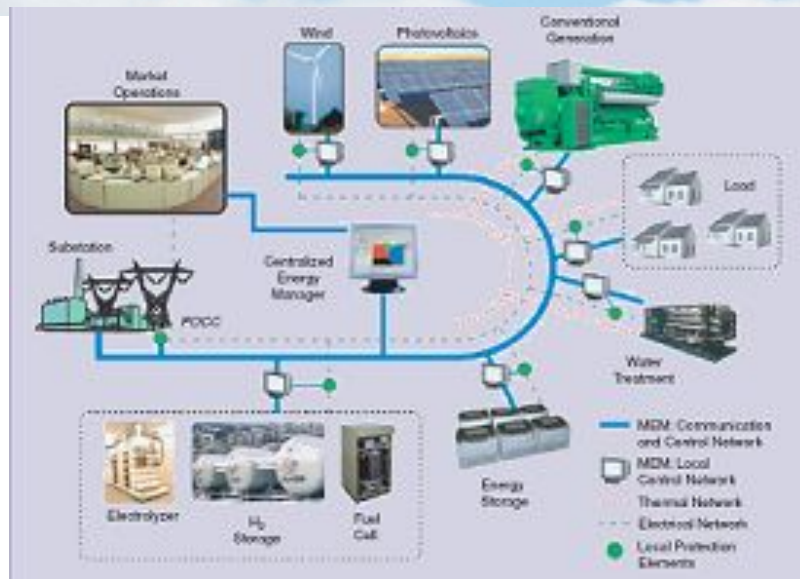 Wind
Photovoltaics
Conventional
Generation
Market
Operations
Load
Substation
Centralized
Energy
Manager
POCC
Water
Treatment
Electrolyzer
H2
Storage
Fuel
Cell
Energy
Storage
MEM: Communication
and Control Network
MEM: Local
Control Network
Thermal Network
Electrical Network
Local Protection
Elements